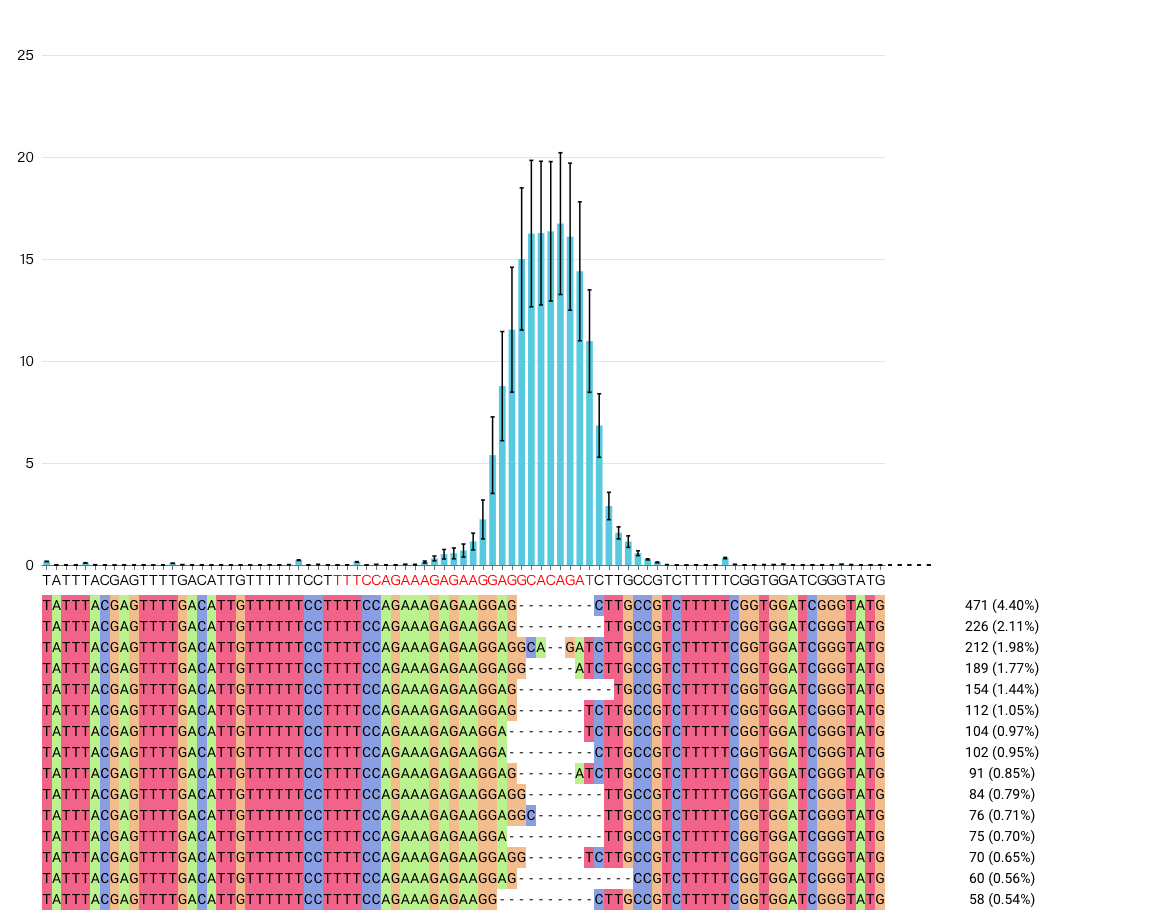 25
20
15
10
5
0
TATTTACGAGTTTTGACATTGTTTTTTCCTTTTCCAGAAAGAGAAGGAGGCACAGATCTTGCCGTCTTTTTCGGTGGATCGGGTATG
TATTTACGAGTTTTGACATTGTTTTTTCCTTTTCCAGAAAGAGAAGGAG--------CTTGCCGTCTTTTTCGGTGGATCGGGTATG 471 (4.40%)
TATTTACGAGTTTTGACATTGTTTTTTCCTTTTCCAGAAAGAGAAGGAG---------TTGCCGTCTTTTTCGGTGGATCGGGTATG 226 (2.11%)
TATTTACGAGTTTTGACATTGTTTTTTCCTTTTCCAGAAAGAGAAGGAGGCA--GATCTTGCCGTCTTTTTCGGTGGATCGGGTATG 212 (1.98%)
TATTTACGAGTTTTGACATTGTTTTTTCCTTTTCCAGAAAGAGAAGGAGG-----ATCTTGCCGTCTTTTTCGGTGGATCGGGTATG 189 (1.77%)
TATTTACGAGTTTTGACATTGTTTTTTCCTTTTCCAGAAAGAGAAGGAG----------TGCCGTCTTTTTCGGTGGATCGGGTATG 154 (1.44%)
TATTTACGAGTTTTGACATTGTTTTTTCCTTTTCCAGAAAGAGAAGGAG-------TCTTGCCGTCTTTTTCGGTGGATCGGGTATG 112 (1.05%)
TATTTACGAGTTTTGACATTGTTTTTTCCTTTTCCAGAAAGAGAAGGA--------TCTTGCCGTCTTTTTCGGTGGATCGGGTATG 104 (0.97%)
TATTTACGAGTTTTGACATTGTTTTTTCCTTTTCCAGAAAGAGAAGGA---------CTTGCCGTCTTTTTCGGTGGATCGGGTATG 102 (0.95%)
TATTTACGAGTTTTGACATTGTTTTTTCCTTTTCCAGAAAGAGAAGGAG------ATCTTGCCGTCTTTTTCGGTGGATCGGGTATG 91 (0.85%)
TATTTACGAGTTTTGACATTGTTTTTTCCTTTTCCAGAAAGAGAAGGAGG--------TTGCCGTCTTTTTCGGTGGATCGGGTATG 84 (0.79%)
TATTTACGAGTTTTGACATTGTTTTTTCCTTTTCCAGAAAGAGAAGGAGGC-------TTGCCGTCTTTTTCGGTGGATCGGGTATG 76 (0.71%)
TATTTACGAGTTTTGACATTGTTTTTTCCTTTTCCAGAAAGAGAAGGA----------TTGCCGTCTTTTTCGGTGGATCGGGTATG 75 (0.70%)
TATTTACGAGTTTTGACATTGTTTTTTCCTTTTCCAGAAAGAGAAGGAGG------TCTTGCCGTCTTTTTCGGTGGATCGGGTATG 70 (0.65%)
TATTTACGAGTTTTGACATTGTTTTTTCCTTTTCCAGAAAGAGAAGGAG------------CCGTCTTTTTCGGTGGATCGGGTATG 60 (0.56%)
TATTTACGAGTTTTGACATTGTTTTTTCCTTTTCCAGAAAGAGAAGG----------CTTGCCGTCTTTTTCGGTGGATCGGGTATG 58 (0.54%)